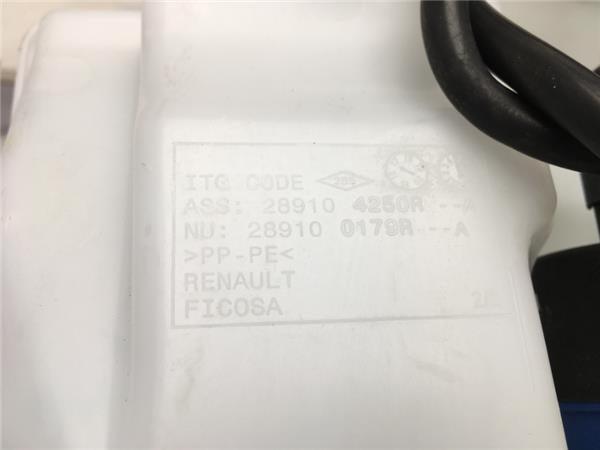 ITG CODE
ASS: 28910 4250R--A
NU: 28910 0179R--A
>PP-PE<
RENAULT
FICOSA